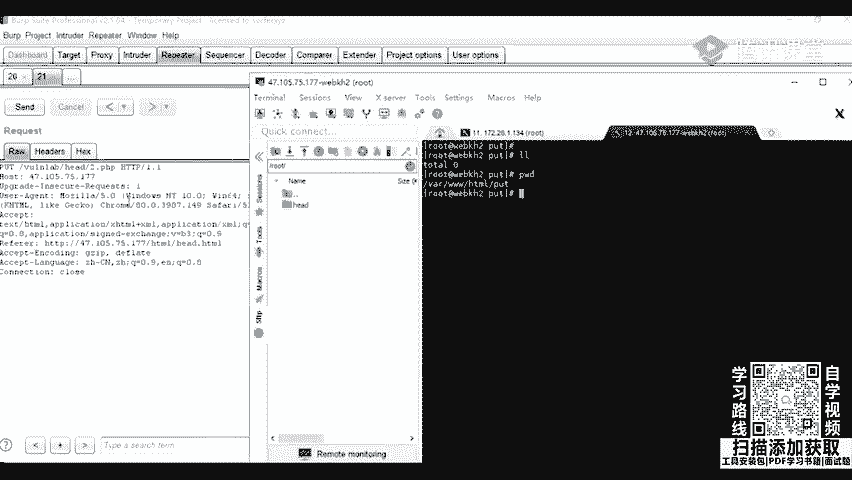 Burp Suite Professional v2.1.04 - Temporary Project - licensed to surferxyz
Burp Project Intruder Repeater Window Help
Dashboard Target Proxy Intruder Repeater Sequencer Decoder Comparer Extender Project options User options
腾讯课堂
26 × 21 × ...
Send Cancel < >
Request
Raw Headers Hex
PUT /vulnlab/head/2.php HTTP/1.1
Host: 47.105.75.177
Upgrade-Insecure-Requests: 1
User-Agent: Mozilla/5.0 (Windows NT 10.0; Win64;
(KHTML, like Gecko) Chrome/80.0.3987.149 Safari/5
Accept:
text/html,application/xhtml+xml,application/xml;q
q=0.8,application/signed-exchange;v=b3;q=0.9
Referer: http://47.105.75.177/html/head.html
Accept-Encoding: gzip, deflate
Accept-Language: zh-CN,zh;q=0.9,en;q=0.8
Connection: close
? < + > Type a search term
47.105.75.177-webkh2 (root)
Terminal Sessions View X server Tools Settings Macros Help
Quick connect...
11. 172.26.1.134 (root)
12. 47.105.75.177-webkh2 (root)
Sessions
Tools
Macros
Sftp
/root/
Name Size (K
..
head
Remote monitoring
[root@webkh2 put]#
[root@webkh2 put]# ll
total 0
[root@webkh2 put]# pwd
/var/www/html/put
[root@webkh2 put]#
学习路线
自学视频
扫描添加获取
工具安装包|PDF学习书籍|面试题